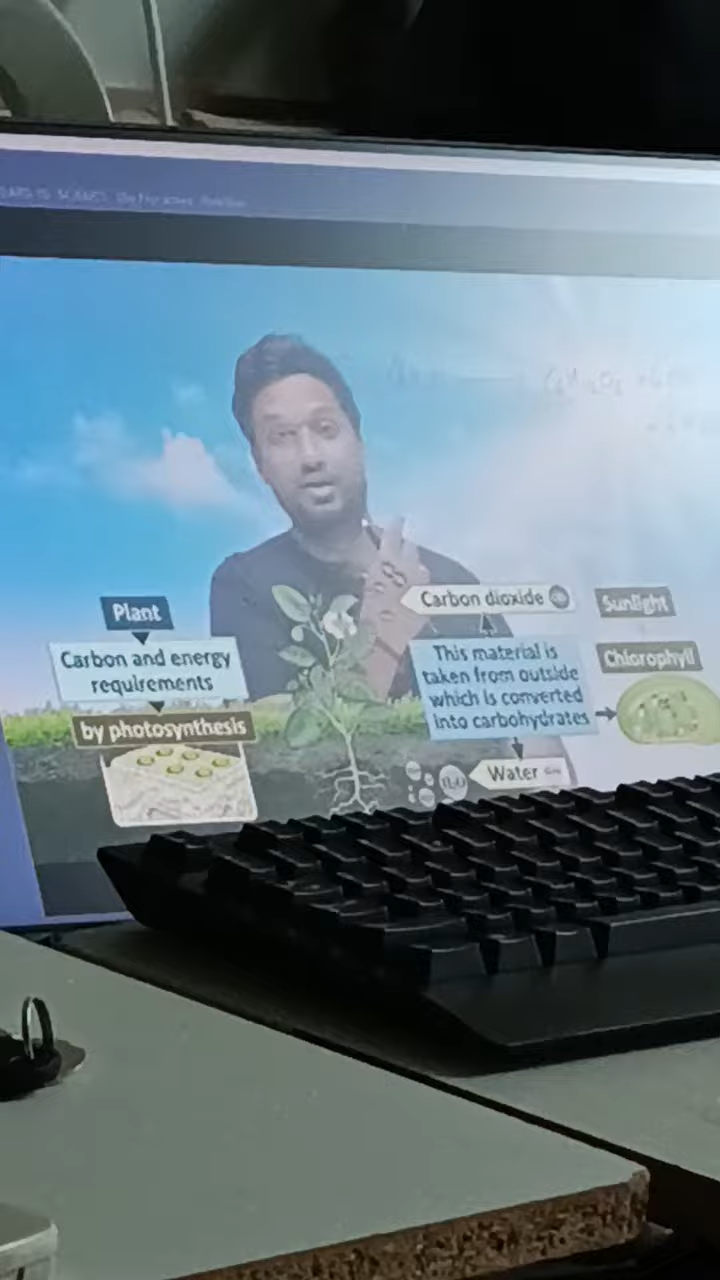 Plant
Carbon and energy
requirements
by photosynthesis
Carbon dioxide
This material is
taken from outside
which is converted
into carbohydrates
Water
H₂O
Sunlight
Chlorophyll